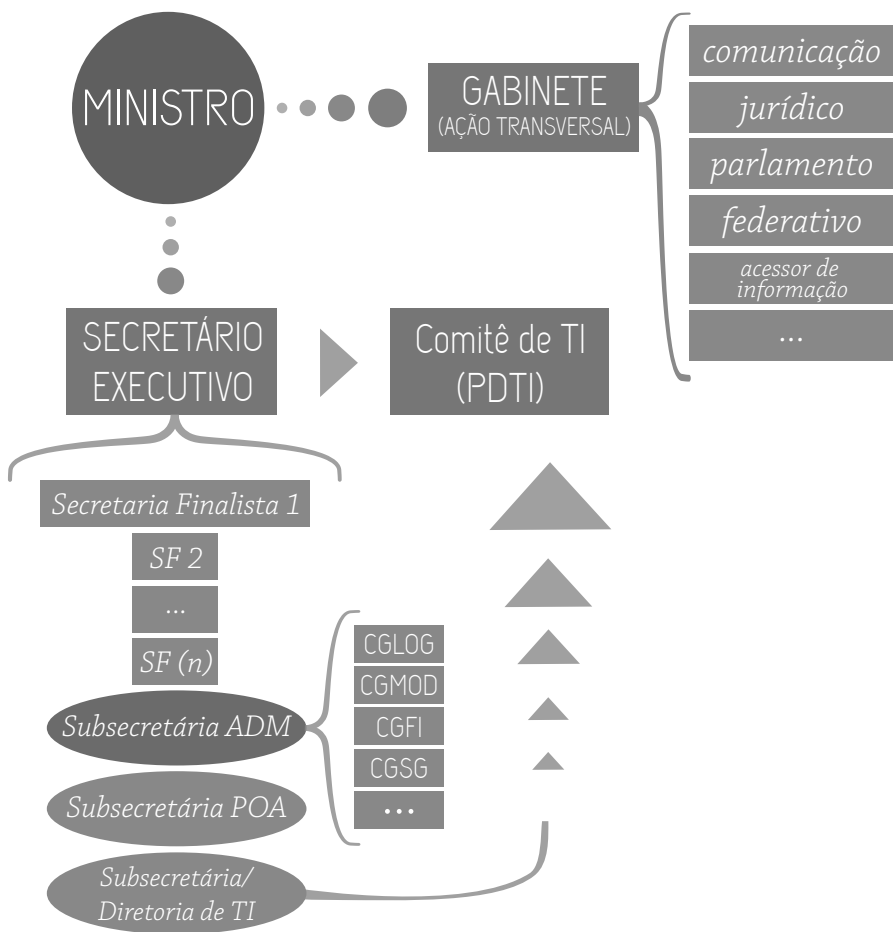 MINISTRO
GABINETE
(AÇÃO TRANSVERSAL)
comunicação
jurídico
parlamento
federativo
acessor de
informação
...
SECRETÁRIO
EXECUTIVO
Comitê de TI
(PDTI)
Secretaria Finalista 1
SF 2
...
SF (n)
Subsecretária ADM
CGLOG
CGMOD
CGFI
CGSG
...
Subsecretária POA
Subsecretária/
Diretoria de TI